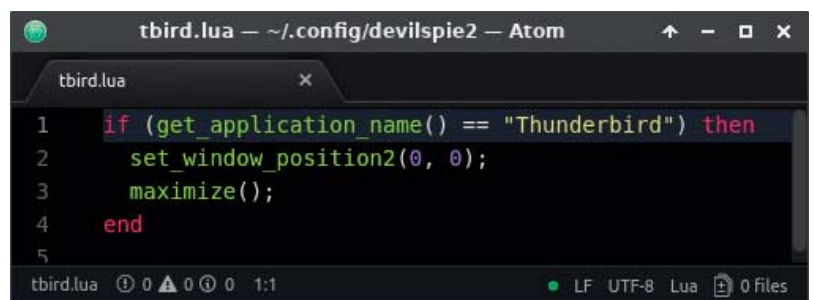 tbird.lua — ~/.config/devilspie2 — Atom
tbird.lua
1 if (get_application_name() == "Thunderbird") then
2   set_window_position2(0, 0);
3   maximize();
4 end
5
tbird.lua 0 0 0 1:1 LF UTF-8 Lua 0 files